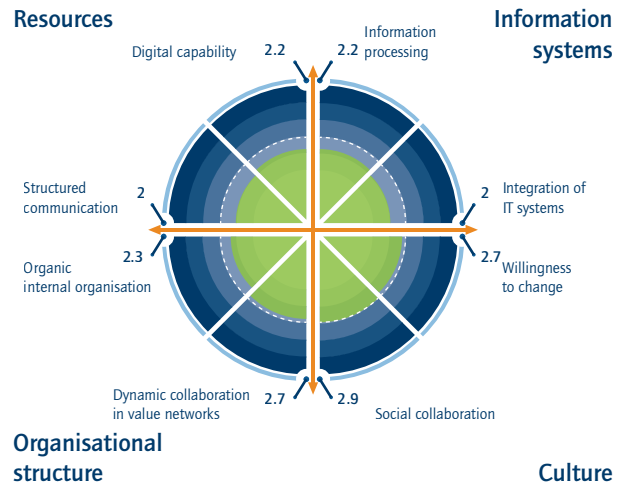 Resources
Information
systems
Digital capability
2.2
2.2
Information
processing
Structured
communication
2
2
Integration of
IT systems
Organic
internal organisation
2.3
2.7
Willingness
to change
Dynamic collaboration
in value networks
2.7
2.9
Social collaboration
Organisational
structure
Culture